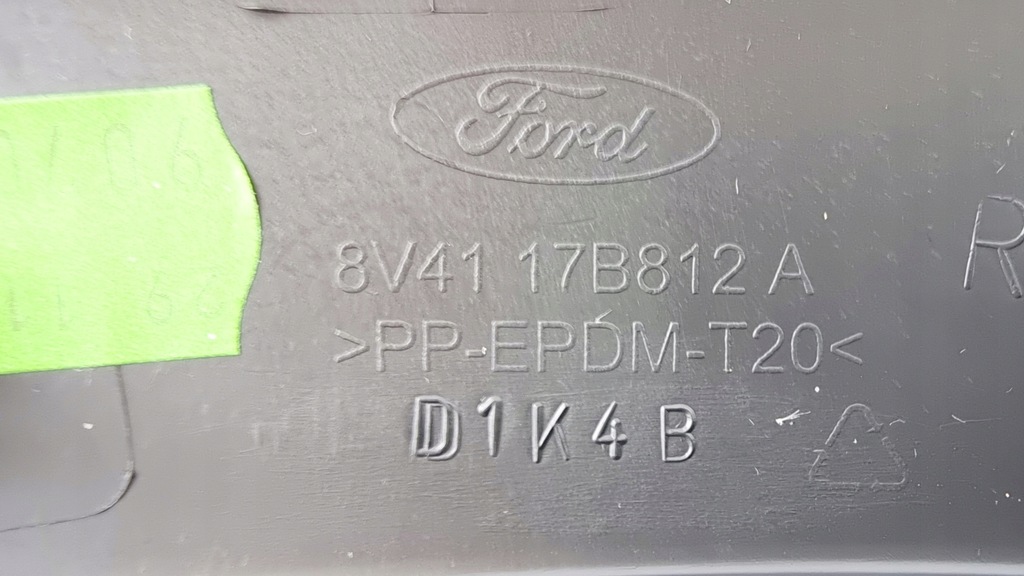 Ford
8V41 17B812 A
>PP-EPDM-T20<
D1K4B
R